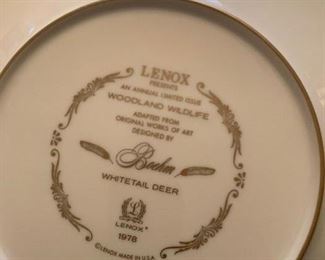 LENOX
PRESENTS
AN ANNUAL LIMITED ISSUE
WOODLAND WILDLIFE
ADAPTED FROM
ORIGINAL WORKS OF ART
DESIGNED BY
Boehm
WHITETAIL DEER
L
LENOX®
1978
©LENOX MADE IN U.S.A.